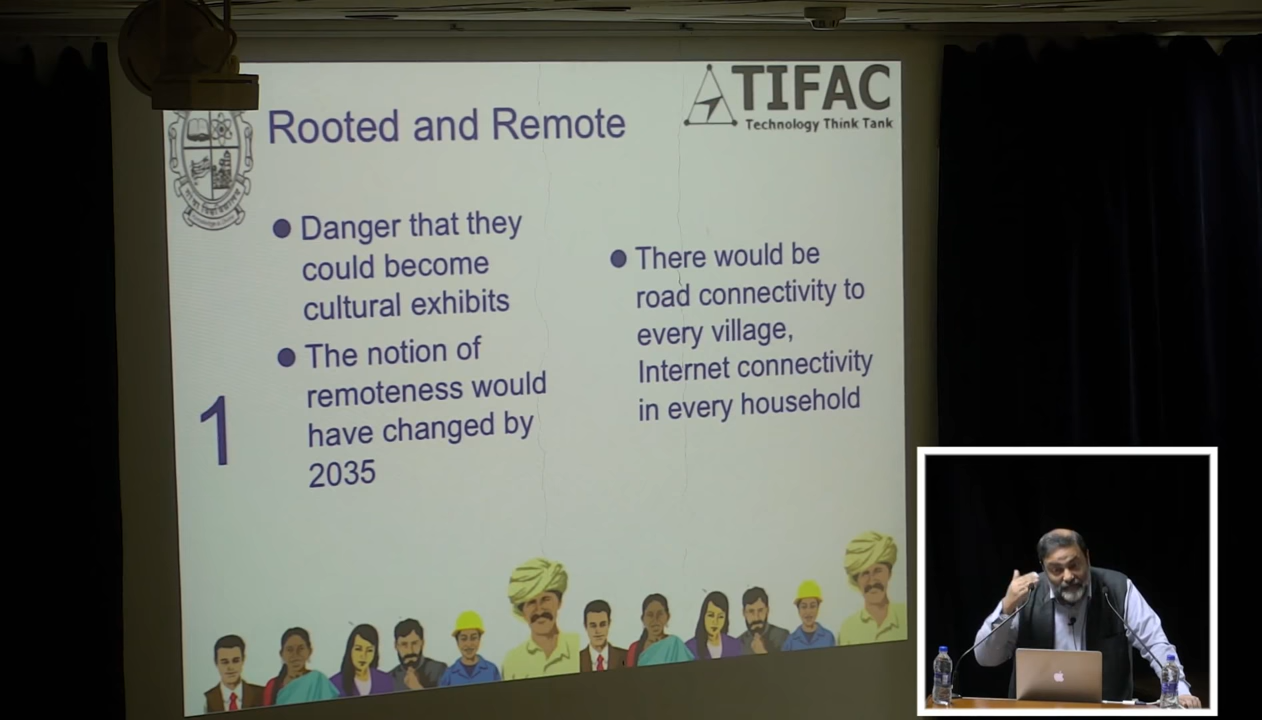 TIFAC
Technology Think Tank
Rooted and Remote
Danger that they
could become
cultural exhibits
The notion of
remoteness would
have changed by
2035
There would be
road connectivity to
every village,
Internet connectivity
in every household
1